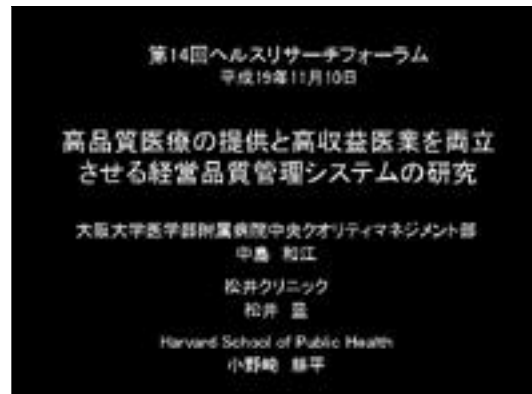 第14回ヘルスリサーチフォーラム
平成19年11月10日
高品質医療の提供と高収益医業を両立
させる経営品質管理システムの研究
大阪大学医学部附属病院中央クオリティマネジメント部
中島 和江
松井クリニック
松井
Harvard School of Public Health
小野崎 平